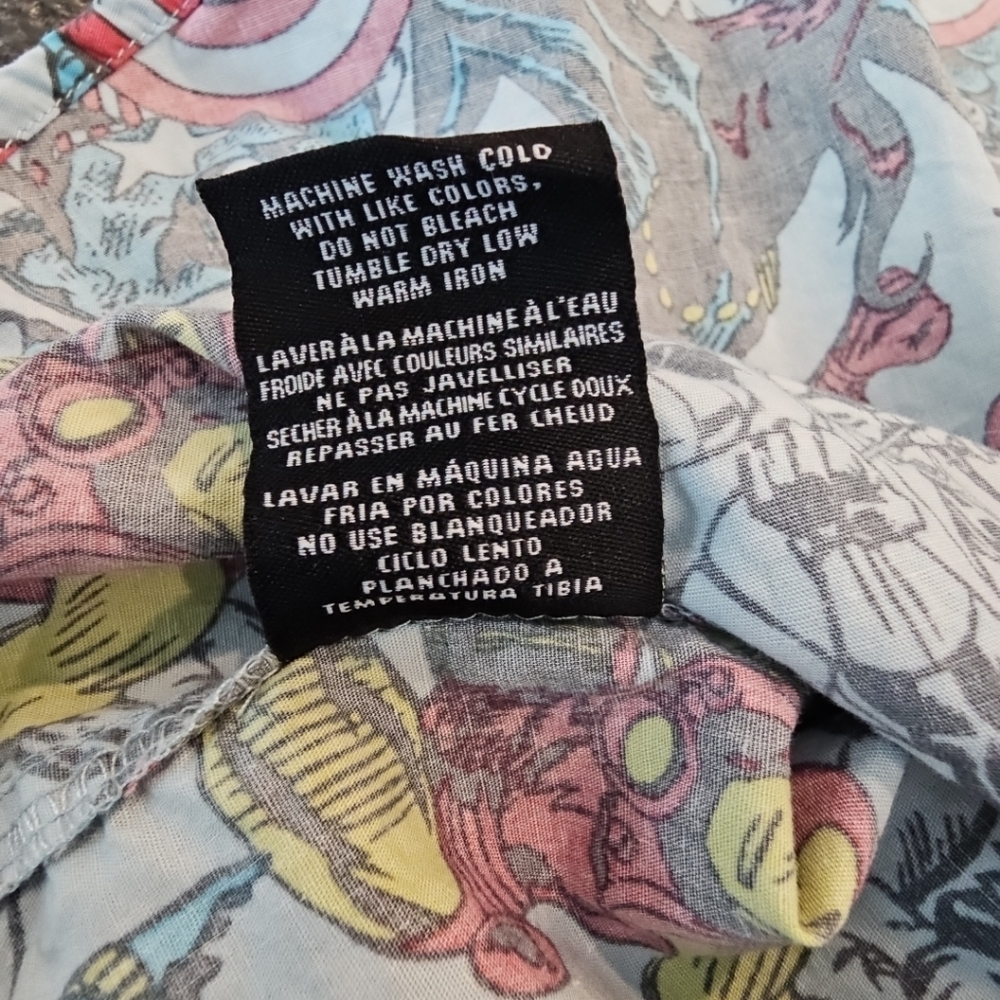 MACHINE WASH COLD
WITH LIKE COLORS,
DO NOT BLEACH
TUMBLE DRY LOW
WARM IRON
LAVER À LA MACHINE À L'EAU
FROIDE AVEC COULEURS SIMILAIRES
NE PAS JAVELLISER
SECHER À LA MACHINE CYCLE DOUX
REPASSER AU FER CHEUD
LAVAR EN MÁQUINA AGUA
FRIA POR COLORES
NO USE BLANQUEADOR
CICLO LENTO
PLANCHADO A
TEMPERATURA TIBIA